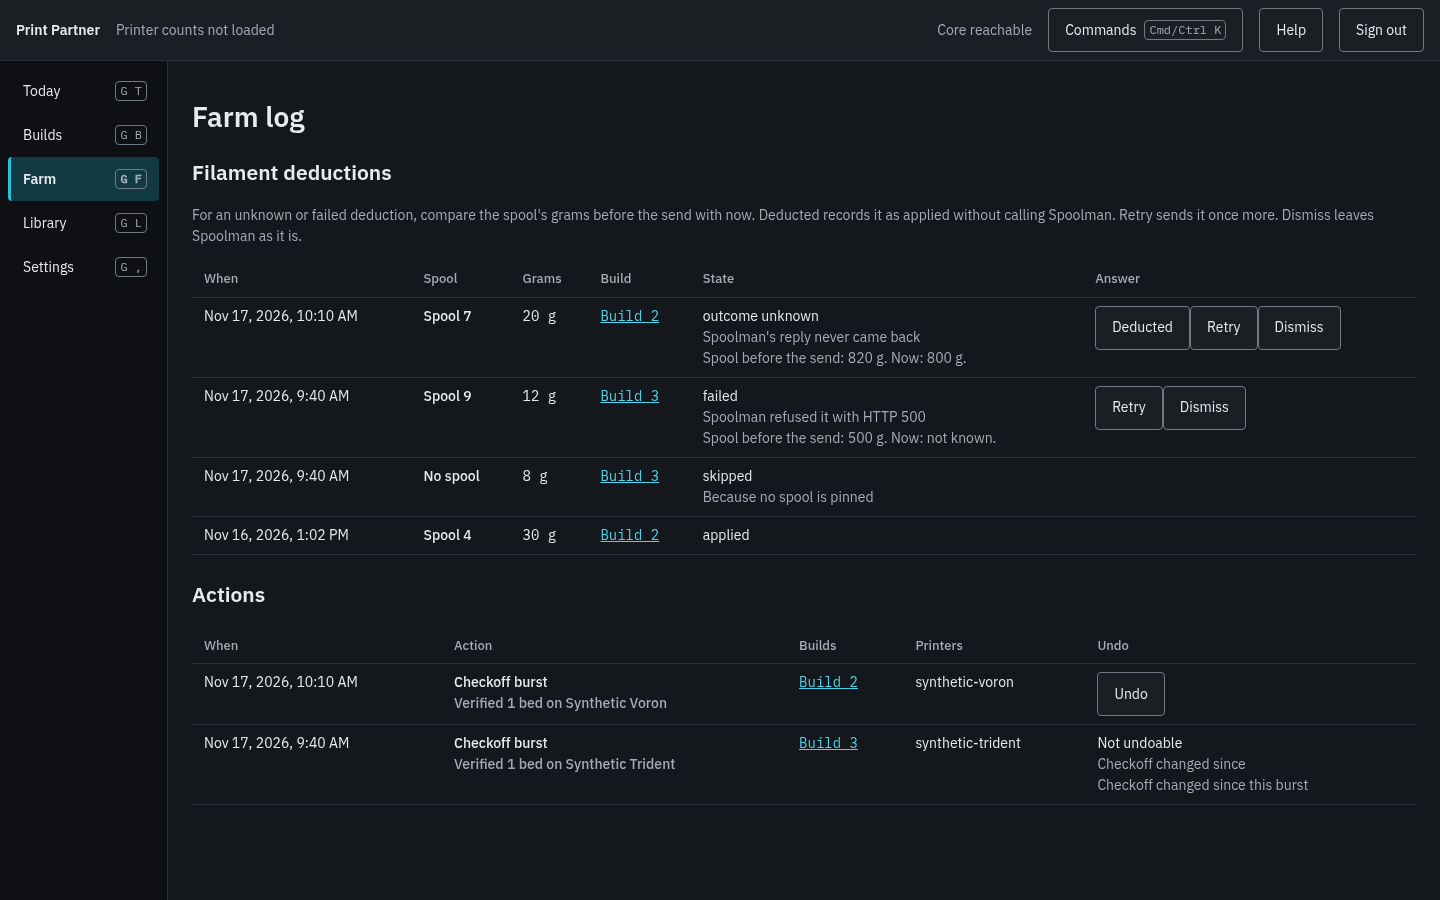 Print Partner Printer counts not loaded Core reachable Commands Cmd/Ctrl K Help Sign out
Today G T
Builds G B
Farm G F
Library G L
Settings G ,
Farm log
Filament deductions
For an unknown or failed deduction, compare the spool's grams before the send with now. Deducted records it as applied without calling Spoolman. Retry sends it once more. Dismiss leaves
Spoolman as it is.
When Spool Grams Build State Answer
Nov 17, 2026, 10:10 AM Spool 7 20 g Build 2 outcome unknown Deducted Retry Dismiss
Spoolman's reply never came back
Spool before the send: 820 g. Now: 800 g.
Nov 17, 2026, 9:40 AM Spool 9 12 g Build 3 failed Retry Dismiss
Spoolman refused it with HTTP 500
Spool before the send: 500 g. Now: not known.
Nov 17, 2026, 9:40 AM No spool 8 g Build 3 skipped
Because no spool is pinned
Nov 16, 2026, 1:02 PM Spool 4 30 g Build 2 applied
Actions
When Action Builds Printers Undo
Nov 17, 2026, 10:10 AM Checkoff burst Build 2 synthetic-voron Undo
Verified 1 bed on Synthetic Voron
Nov 17, 2026, 9:40 AM Checkoff burst Build 3 synthetic-trident Not undoable
Verified 1 bed on Synthetic Trident Checkoff changed since
Checkoff changed since this burst